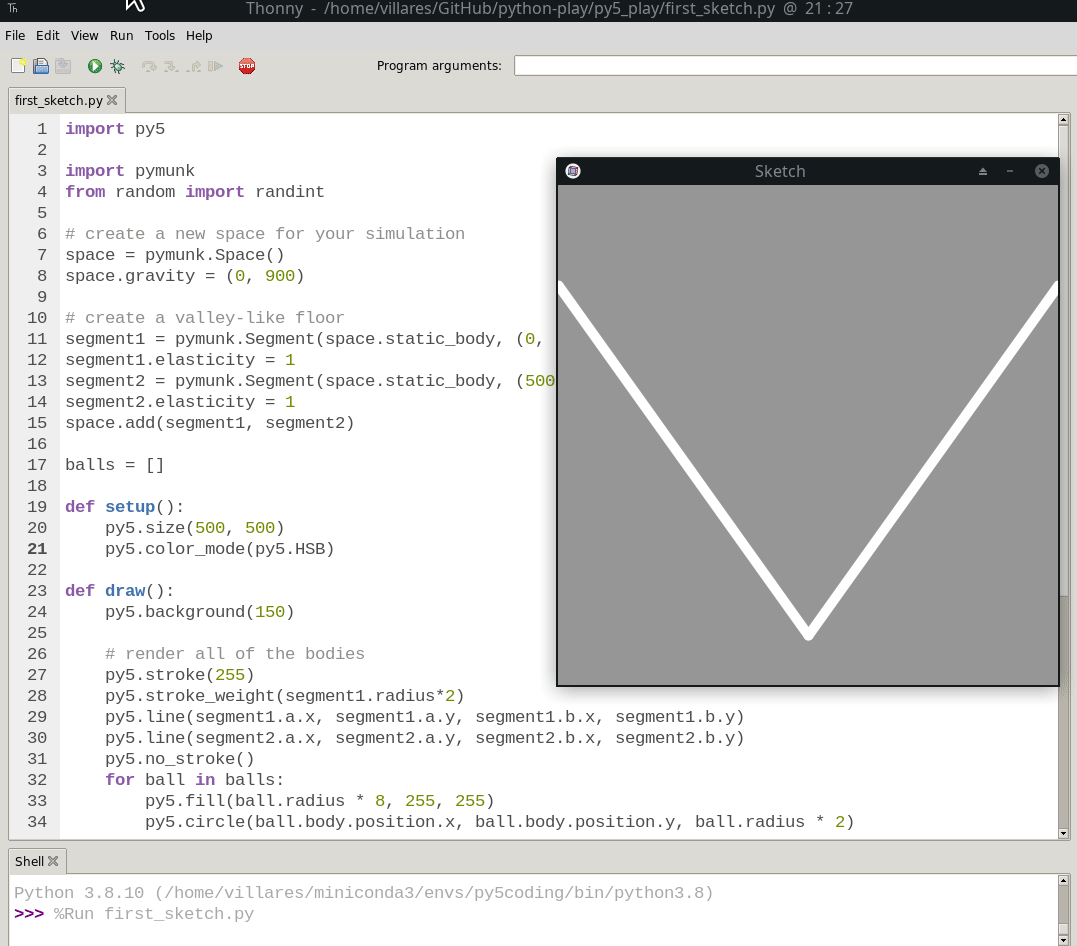 Th Thonny - /home/villares/GitHub/python-play/py5_play/first_sketch.py @ 21 : 27
File Edit View Run Tools Help
STOP Program arguments:
first_sketch.py
1 import py5
2
3 import pymunk
4 from random import randint
5
6 # create a new space for your simulation
7 space = pymunk.Space()
8 space.gravity = (0, 900)
9
10 # create a valley-like floor
11 segment1 = pymunk.Segment(space.static_body, (0,
12 segment1.elasticity = 1
13 segment2 = pymunk.Segment(space.static_body, (500
14 segment2.elasticity = 1
15 space.add(segment1, segment2)
16
17 balls = []
18
19 def setup():
20     py5.size(500, 500)
21     py5.color_mode(py5.HSB)
22
23 def draw():
24     py5.background(150)
25
26     # render all of the bodies
27     py5.stroke(255)
28     py5.stroke_weight(segment1.radius*2)
29     py5.line(segment1.a.x, segment1.a.y, segment1.b.x, segment1.b.y)
30     py5.line(segment2.a.x, segment2.a.y, segment2.b.x, segment2.b.y)
31     py5.no_stroke()
32     for ball in balls:
33         py5.fill(ball.radius * 8, 255, 255)
34         py5.circle(ball.body.position.x, ball.body.position.y, ball.radius * 2)
Sketch
Shell
Python 3.8.10 (/home/villares/miniconda3/envs/py5coding/bin/python3.8)
>>> %Run first_sketch.py